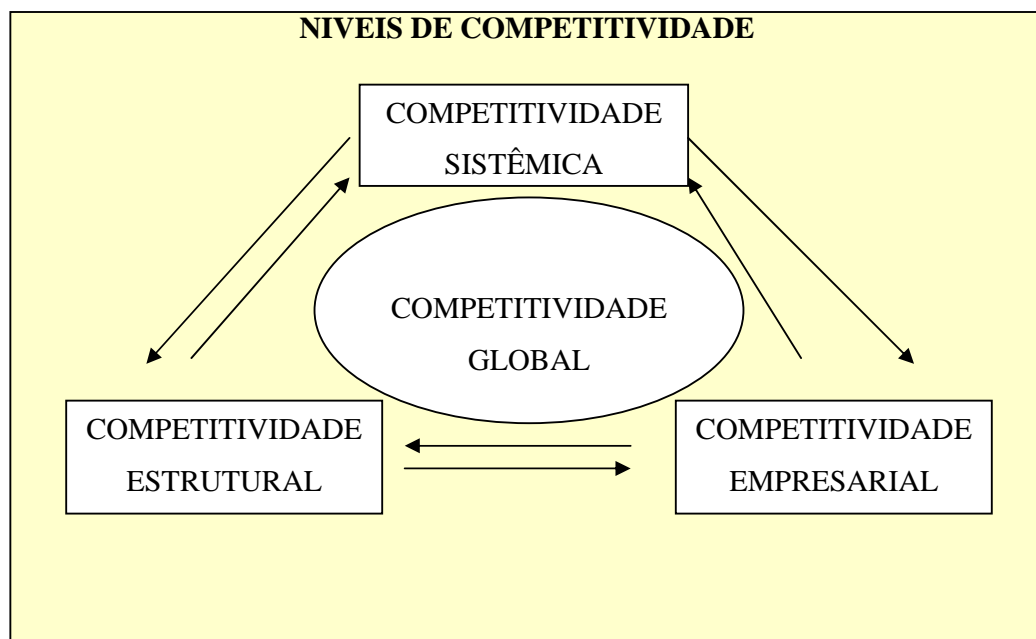 NIVEIS DE COMPETITIVIDADE
COMPETITIVIDADE
SISTÊMICA
COMPETITIVIDADE
GLOBAL
COMPETITIVIDADE
ESTRUTURAL
COMPETITIVIDADE
EMPRESARIAL